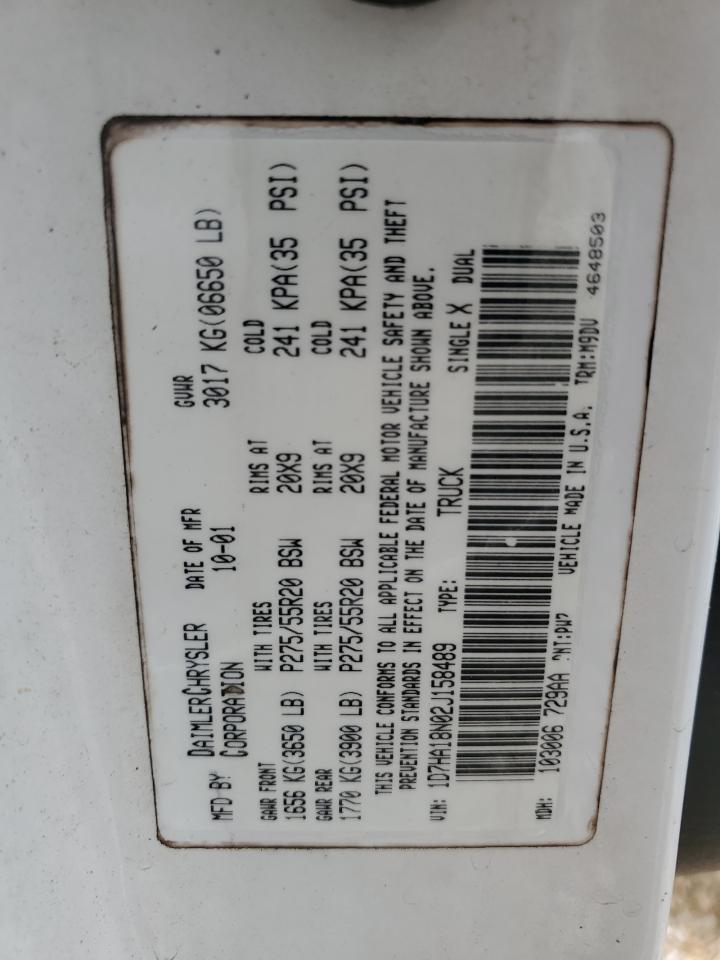 MFD BY DAIMLERCHRYSLER CORPORATION DATE OF MFR 10-01 GVWR 3017 KG(06650 LB)
GAWR FRONT WITH TIRES RIMS AT COLD
1656 KG(3650 LB) P275/55R20 BSW 20X9 241 KPA(35 PSI)
GAWR REAR WITH TIRES RIMS AT COLD
1770 KG(3900 LB) P275/55R20 BSW 20X9 241 KPA(35 PSI)
THIS VEHICLE CONFORMS TO ALL APPLICABLE FEDERAL MOTOR VEHICLE SAFETY AND THEFT
PREVENTION STANDARDS IN EFFECT ON THE DATE OF MANUFACTURE SHOWN ABOVE.
VIN: 1D7HA18N02J158489 TYPE: TRUCK SINGLE X DUAL
MDH: 103006 729AA PNT:PW7 VEHICLE MADE IN U.S.A. TRM:M9DV 4648503